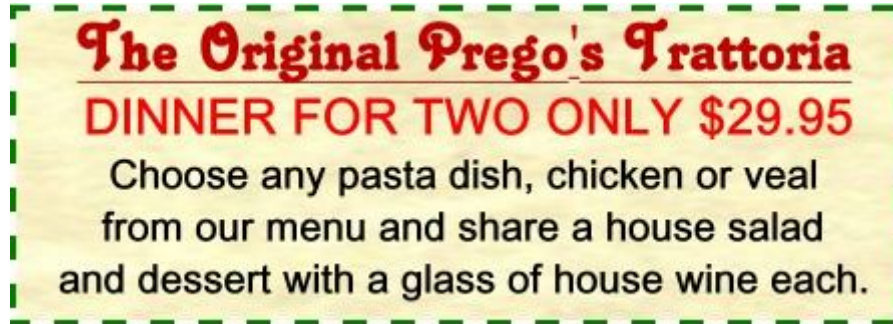 The Original Prego's Trattoria
DINNER FOR TWO ONLY $29.95
Choose any pasta dish, chicken or veal
from our menu and share a house salad
and dessert with a glass of house wine each.